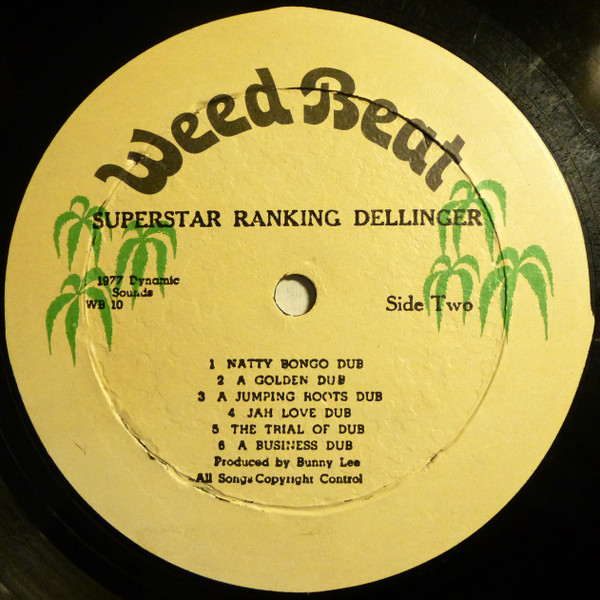 Weed Beat
SUPERSTAR RANKING DELLINGER
1977 Dynamic
Sounds
WB 10
Side Two
1 NATTY BONGO DUB
2 A GOLDEN DUB
3 A JUMPING ROOTS DUB
4 JAH LOVE DUB
5 THE TRIAL OF DUB
6 A BUSINESS DUB
Produced by Bunny Lee
All Songs Copyright Control